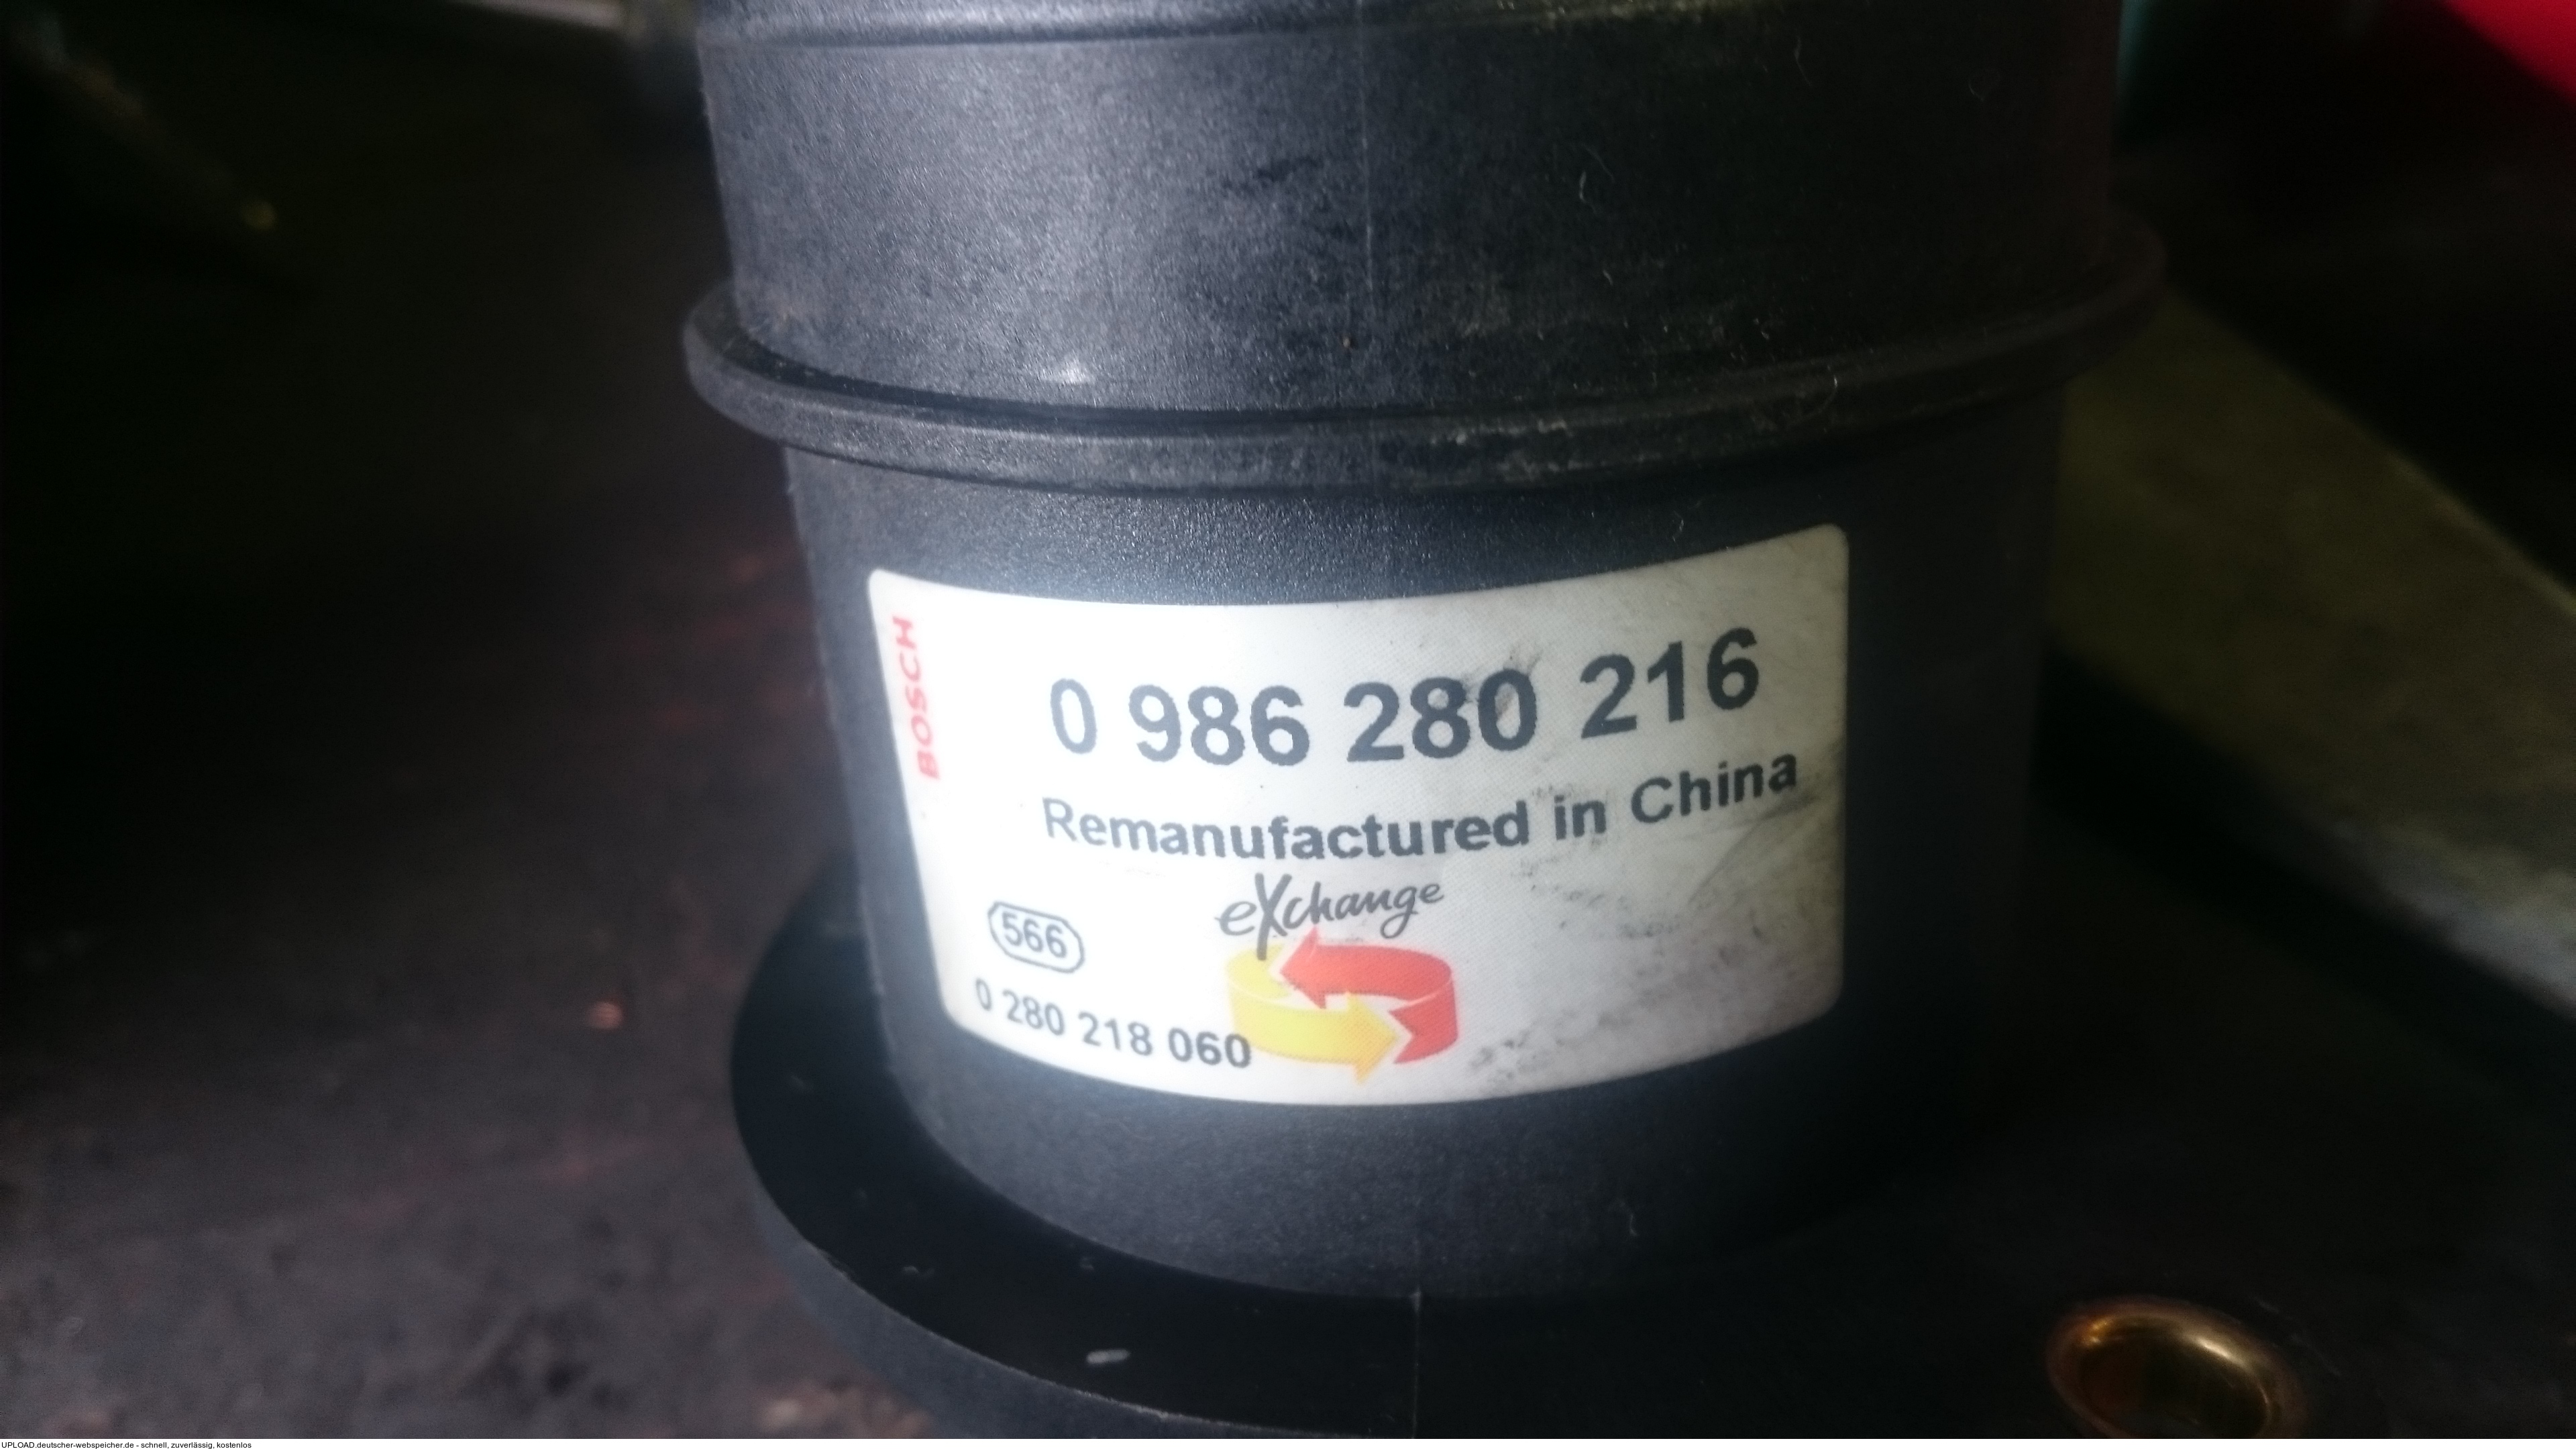 BOSCH
0 986 280 216
Remanufactured in China
eXchange
566
0 280 218 060
UPLOAD.deutscher-webspeicher.de - schnell, zuverlässig, kostenlos